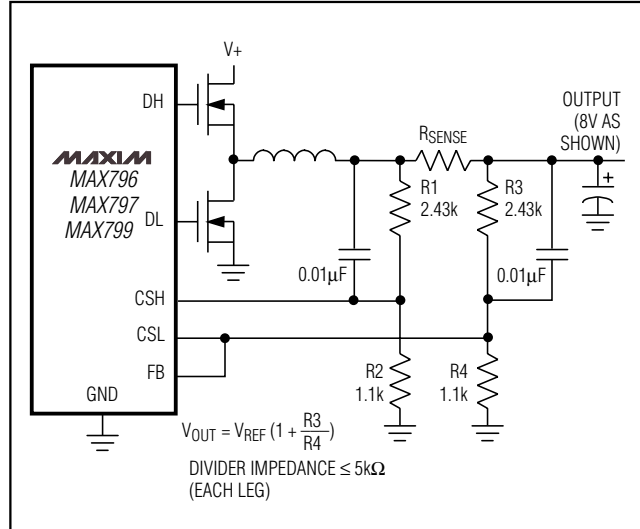 V+
DH
OUTPUT
(8V AS
SHOWN)
RSENSE
MAXIM
MAX796
MAX797
MAX799
R1
2.43k
R3
2.43k
DL
0.01µF
0.01µF
CSH
CSL
FB
R2
1.1k
R4
1.1k
GND
VOUT = VREF (1 + R3/R4)
DIVIDER IMPEDANCE ≤ 5kΩ
(EACH LEG)